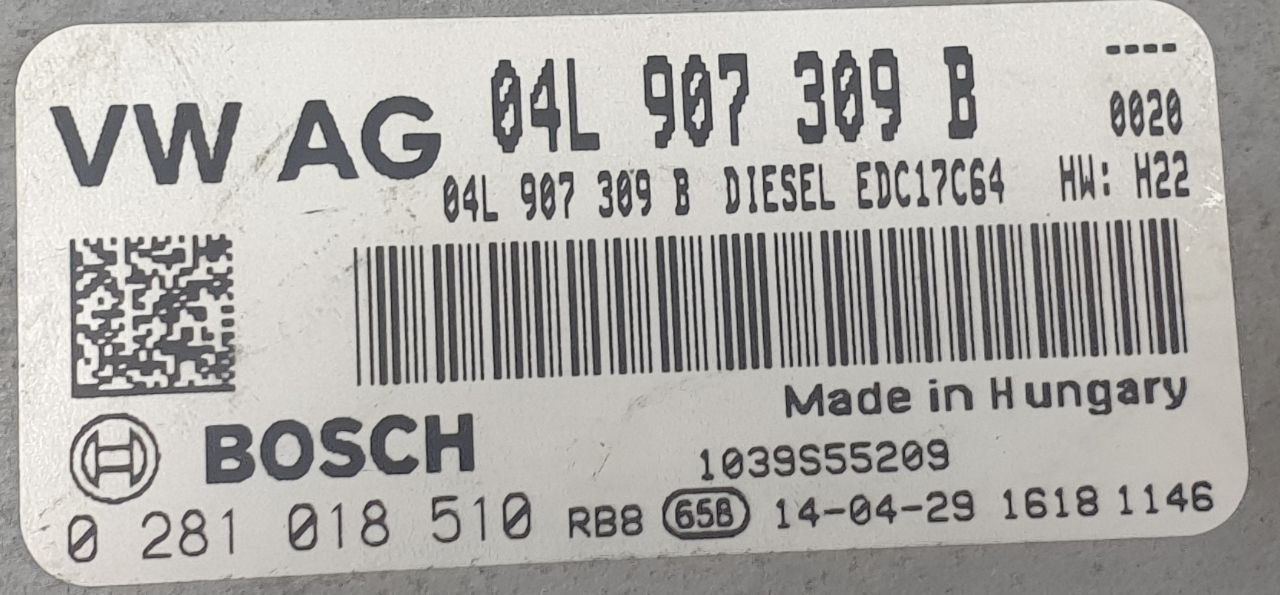 VW AG 04L 907 309 B ----
0020
04L 907 309 B DIESEL EDC17C64 HW: H22
Made in Hungary
BOSCH 1039S55209
0 281 018 510 RB8 658 14-04-29 1618 1146